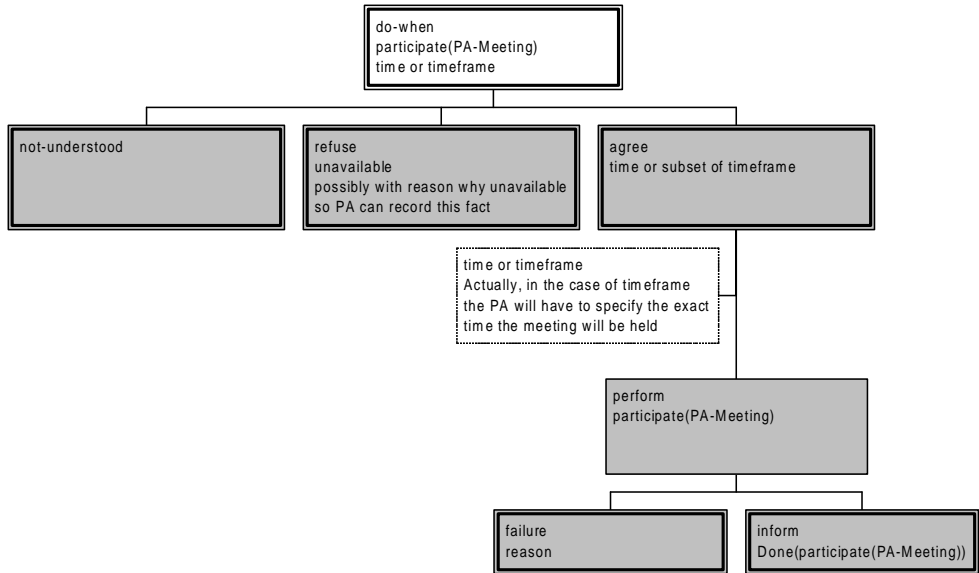 do-when
participate(PA-Meeting)
time or timeframe
not-understood
refuse
unavailable
possibly with reason why unavailable
so PA can record this fact
agree
time or subset of timeframe
time or timeframe
Actually, in the case of timeframe
the PA will have to specify the exact
time the meeting will be held
perform
participate(PA-Meeting)
failure
reason
inform
Done(participate(PA-Meeting))